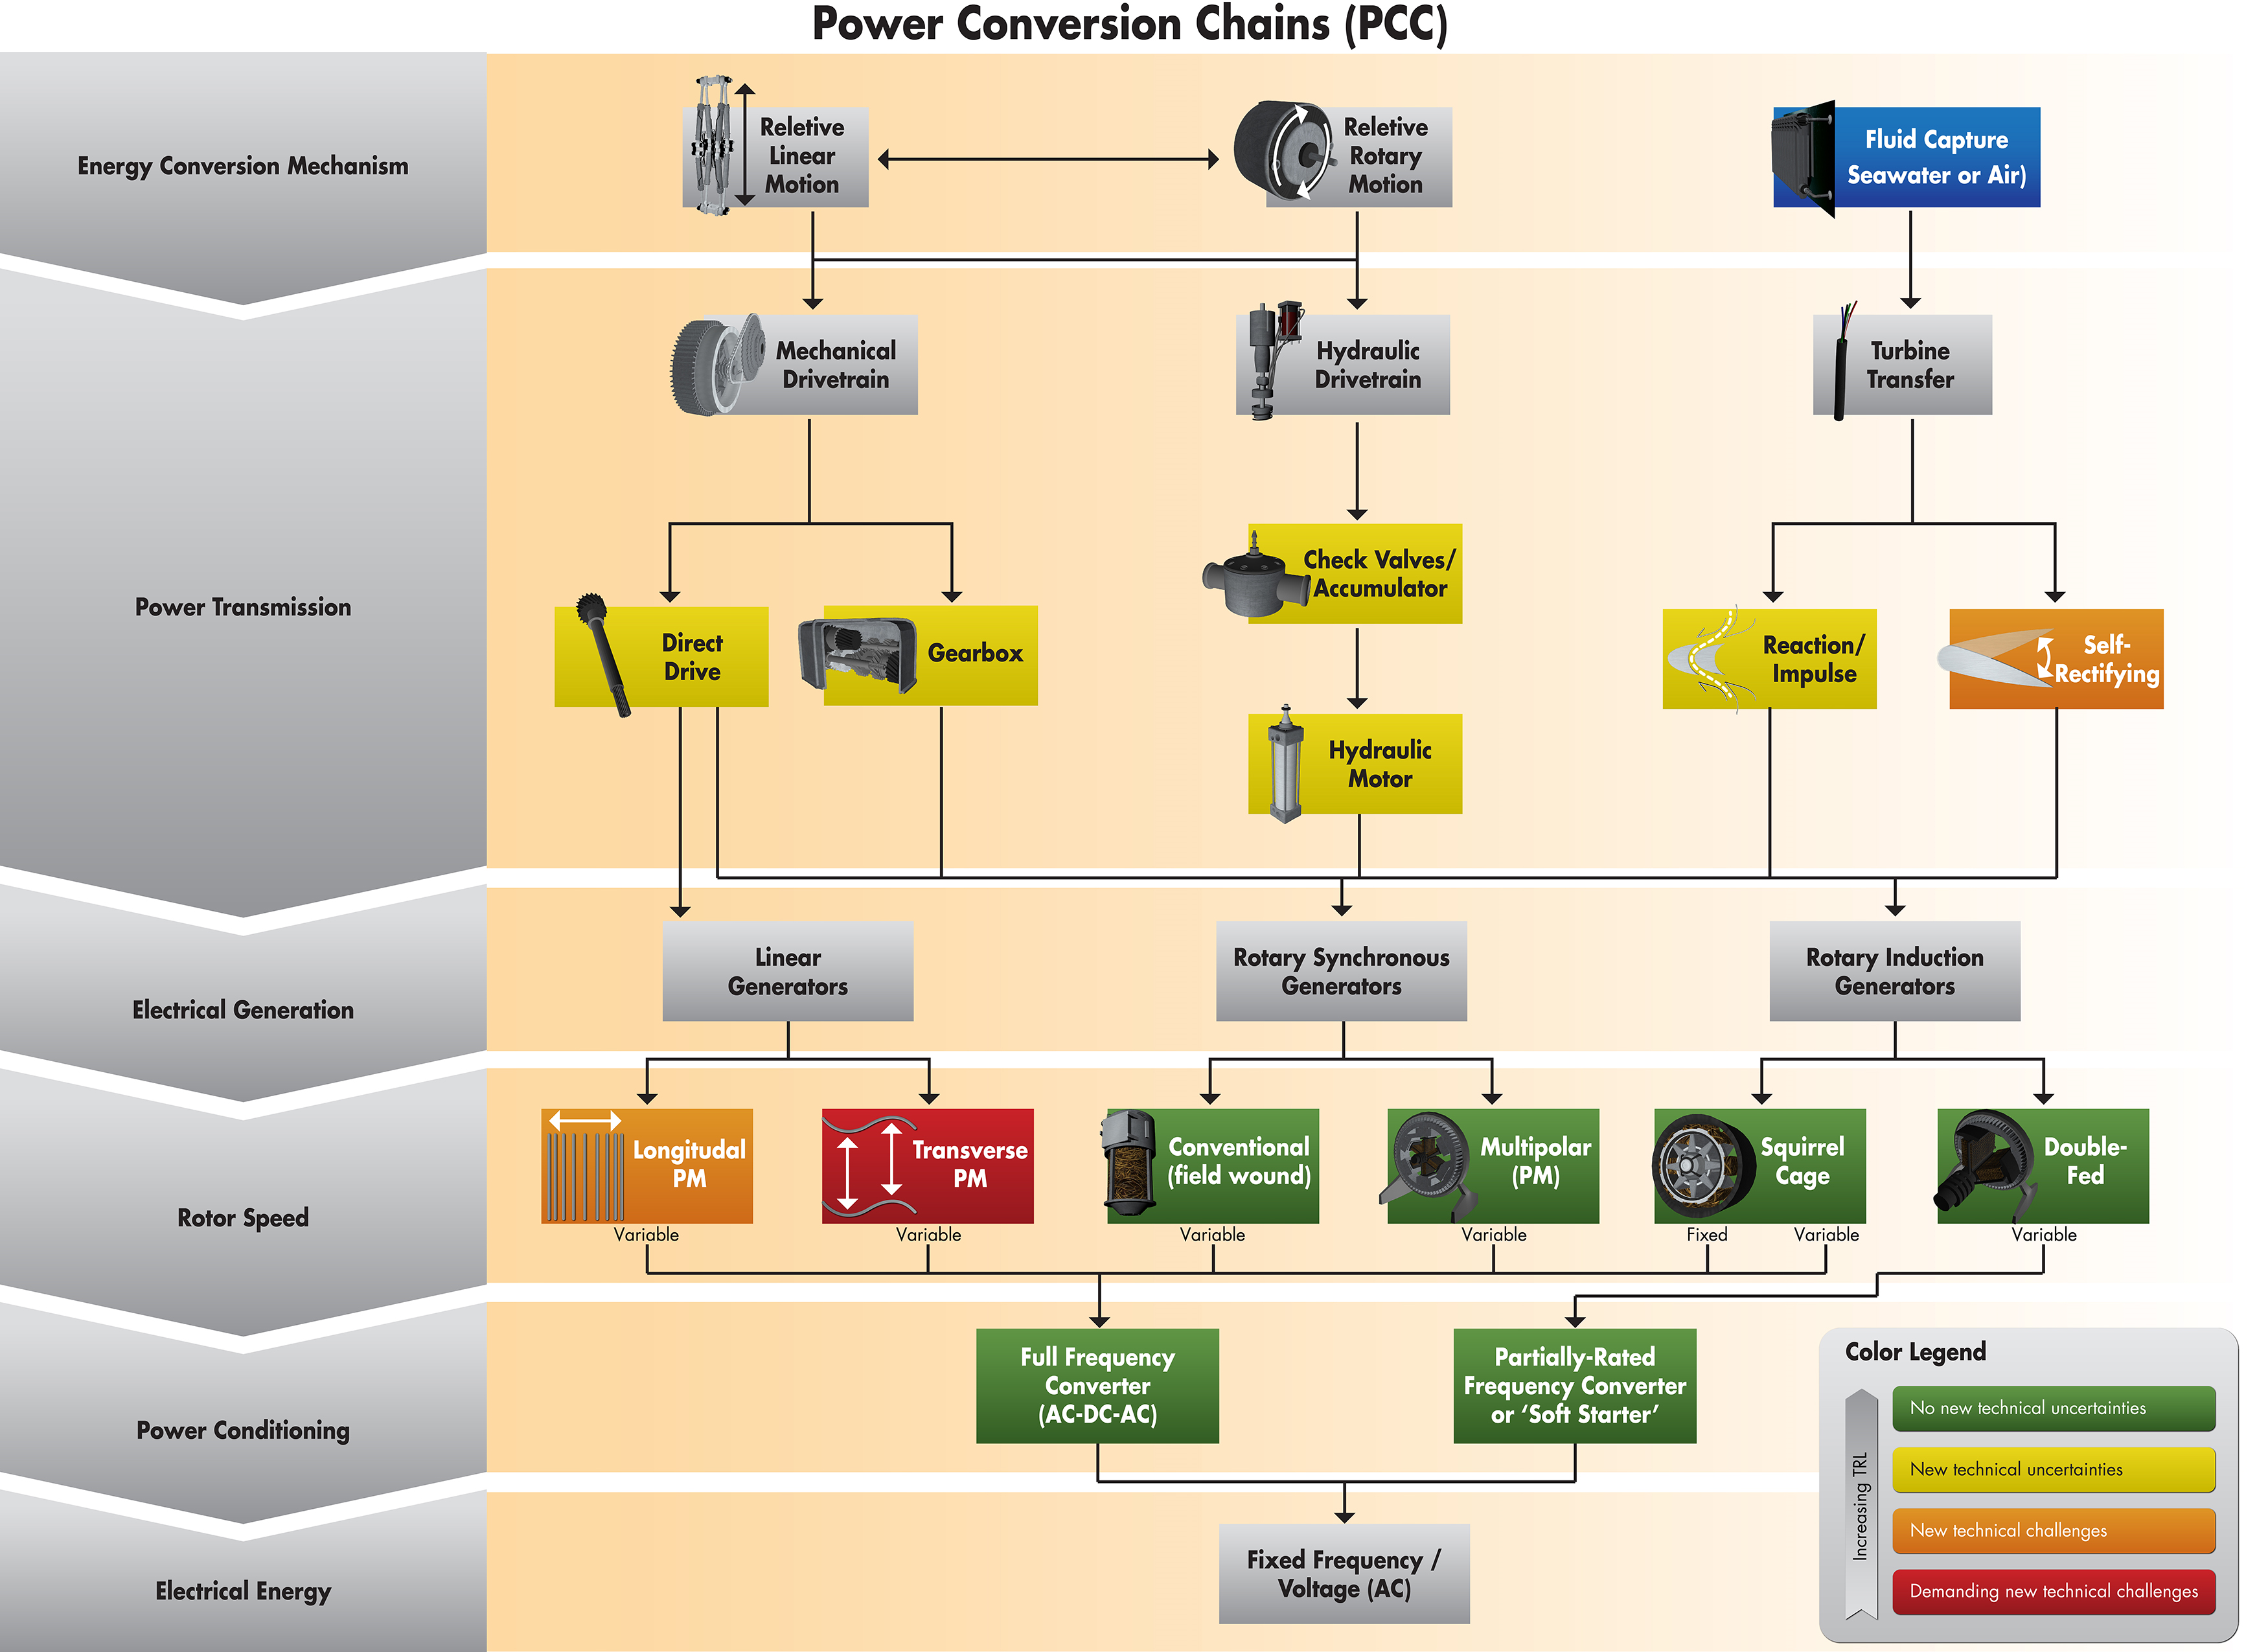 Power Conversion Chains (PCC)
Energy Conversion Mechanism
Reletive
Linear
Motion
Reletive
Rotary
Motion
Fluid Capture
Seawater or Air)
Power Transmission
Mechanical
Drivetrain
Hydraulic
Drivetrain
Turbine
Transfer
Direct
Drive
Gearbox
Check Valves/
Accumulator
Hydraulic
Motor
Reaction/
Impulse
Self-
Rectifying
Electrical Generation
Linear
Generators
Rotary Synchronous
Generators
Rotary Induction
Generators
Rotor Speed
Longitudal
PM
Variable
Transverse
PM
Variable
Conventional
(field wound)
Variable
Multipolar
(PM)
Variable
Squirrel
Cage
Fixed
Variable
Double-
Fed
Variable
Power Conditioning
Full Frequency
Converter
(AC-DC-AC)
Partially-Rated
Frequency Converter
or ‘Soft Starter’
Electrical Energy
Fixed Frequency /
Voltage (AC)
Color Legend
Increasing TRL
No new technical uncertainties
New technical uncertainties
New technical challenges
Demanding new technical challenges